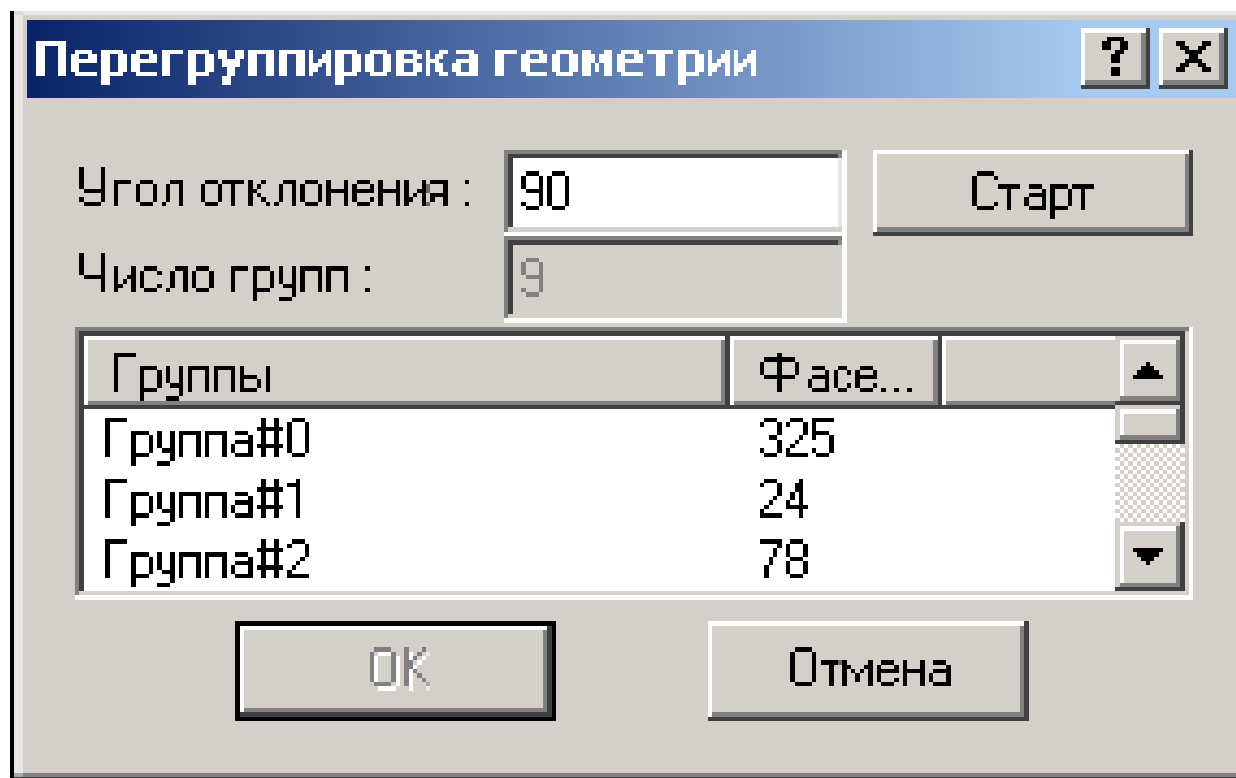 Перегруппировка геометрии ? X
Угол отклонения : 90 Старт
Число групп : 9
Группы Фасе...
Группа#0 325
Группа#1 24
Группа#2 78
OK Отмена